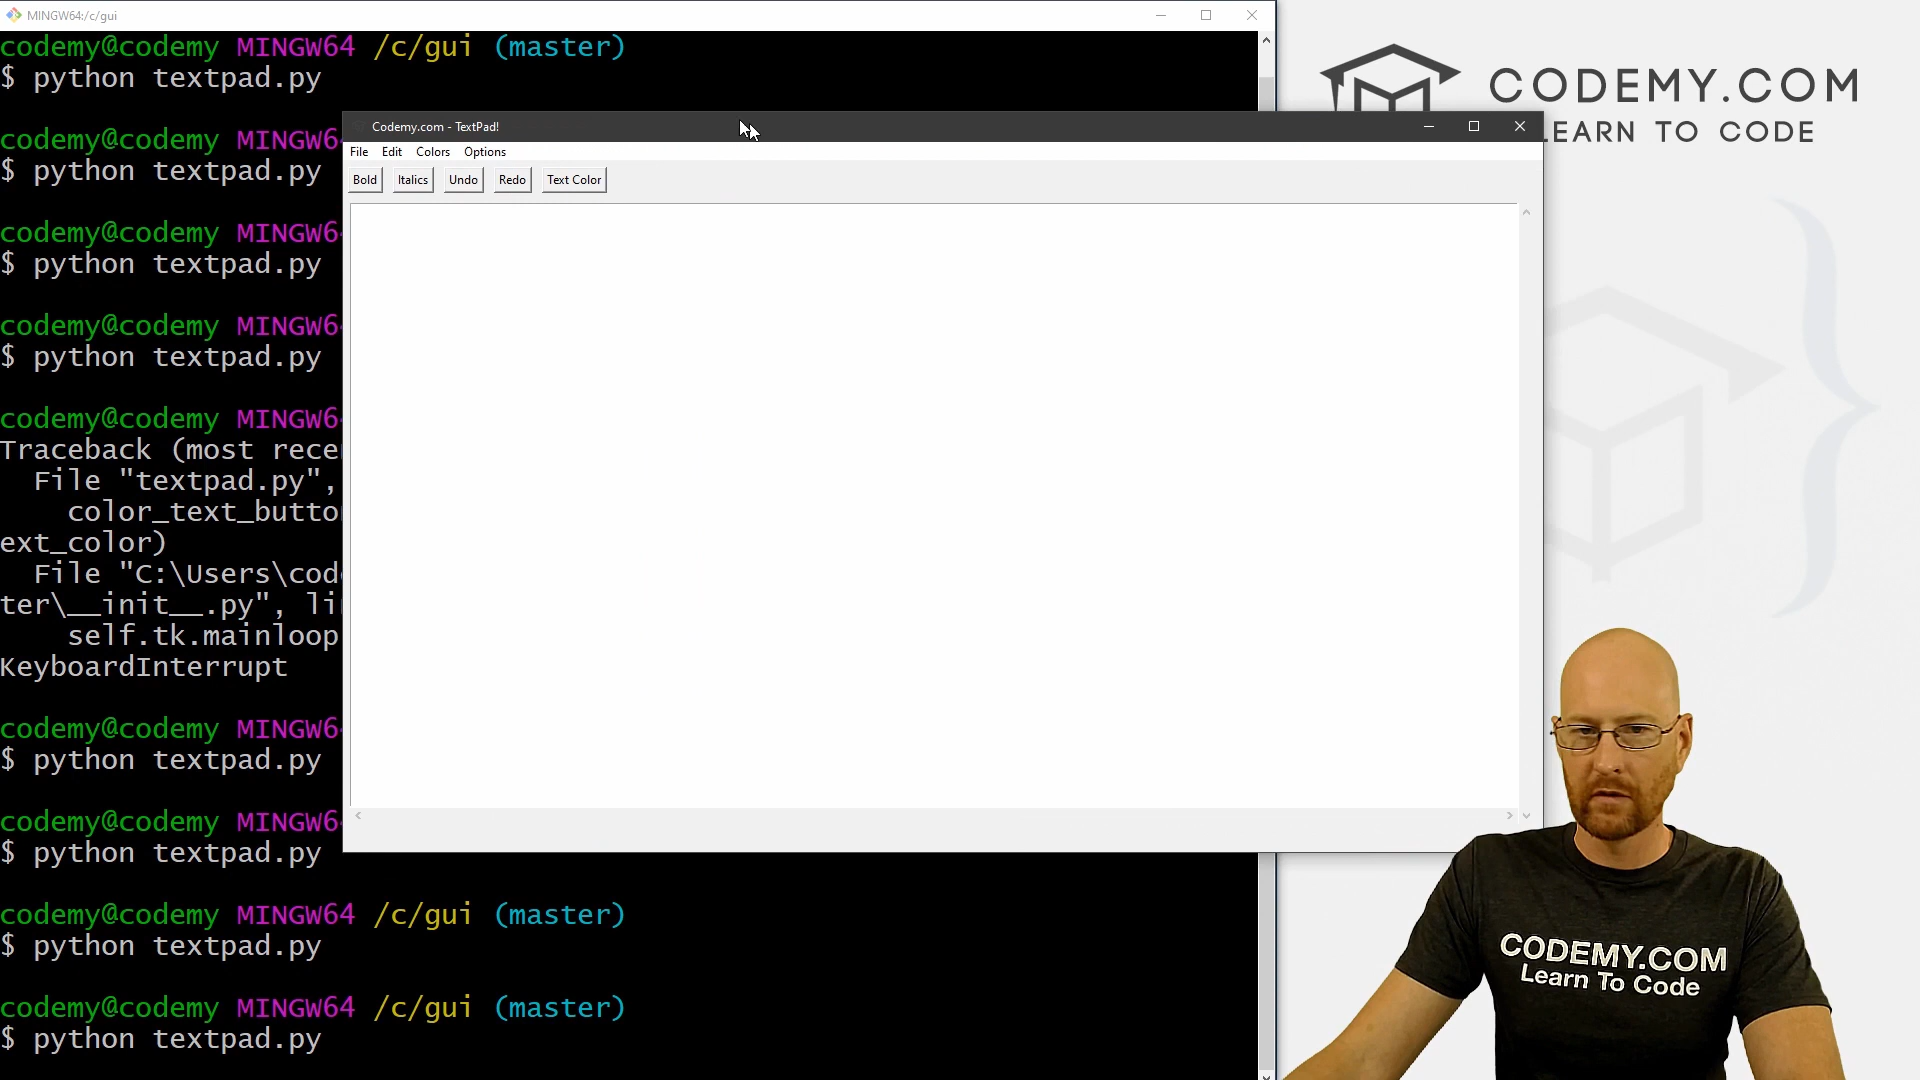 MINGW64:/c/gui
codemy@codemy MINGW64 /c/gui (master)
$ python textpad.py
codemy@codemy MINGW6
$ python textpad.py
codemy@codemy MINGW6
$ python textpad.py
codemy@codemy MINGW6
$ python textpad.py
codemy@codemy MINGW6
Traceback (most rece
File "textpad.py",
color_text_butto
ext_color)
File "C:\Users\cod
ter\__init__.py", li
self.tk.mainloop
KeyboardInterrupt
codemy@codemy MINGW6
$ python textpad.py
codemy@codemy MINGW6
$ python textpad.py
codemy@codemy MINGW64 /c/gui (master)
$ python textpad.py
codemy@codemy MINGW64 /c/gui (master)
$ python textpad.py
Codemy.com - TextPad!
File Edit Colors Options
Bold Italics Undo Redo Text Color
CODEMY.COM
LEARN TO CODE
CODEMY.COM
Learn To Code